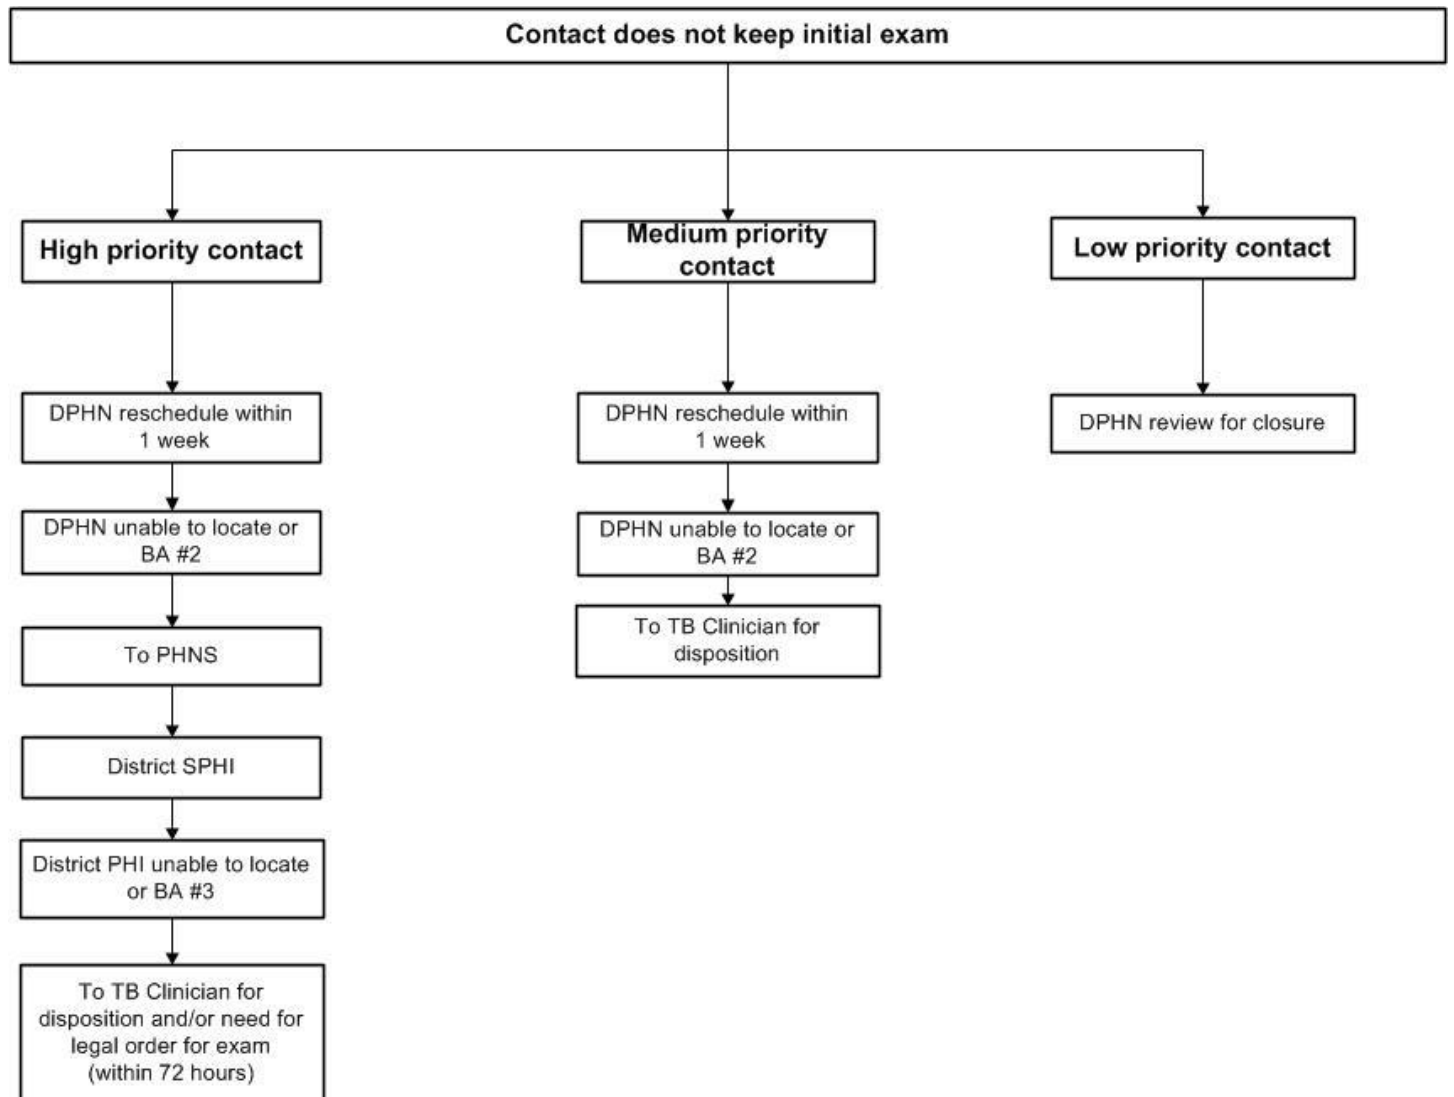 Contact does not keep initial exam
High priority contact
Medium priority
contact
Low priority contact
DPHN reschedule within
1 week
DPHN reschedule within
1 week
DPHN review for closure
DPHN unable to locate or
BA #2
DPHN unable to locate or
BA #2
To PHNS
To TB Clinician for
disposition
District SPHI
District PHI unable to locate
or BA #3
To TB Clinician for
disposition and/or need for
legal order for exam
(within 72 hours)